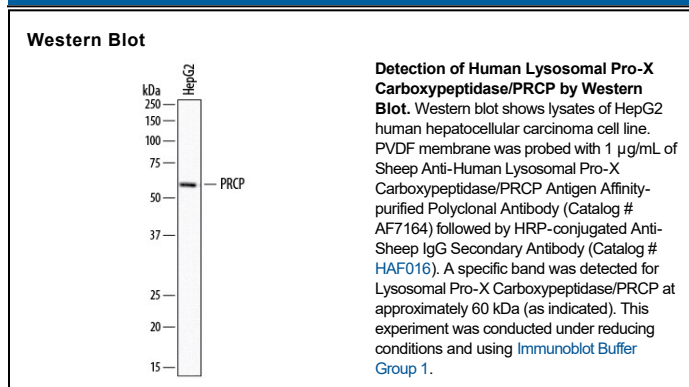 Western Blot
HepG2
kDa
250
150
100
75
50
37
25
20
15
PRCP
Detection of Human Lysosomal Pro-X
Carboxypeptidase/PRCP by Western
Blot. Western blot shows lysates of HepG2
human hepatocellular carcinoma cell line.
PVDF membrane was probed with 1 µg/mL of
Sheep Anti-Human Lysosomal Pro-X
Carboxypeptidase/PRCP Antigen Affinity-
purified Polyclonal Antibody (Catalog #
AF7164) followed by HRP-conjugated Anti-
Sheep IgG Secondary Antibody (Catalog #
HAF016). A specific band was detected for
Lysosomal Pro-X Carboxypeptidase/PRCP at
approximately 60 kDa (as indicated). This
experiment was conducted under reducing
conditions and using Immunoblot Buffer
Group 1.